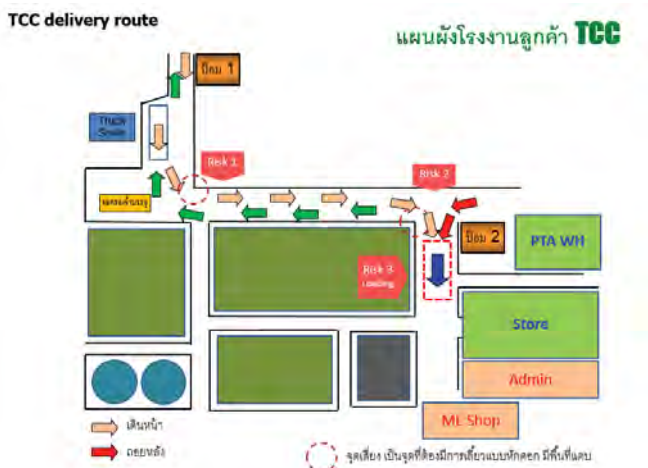 TCC delivery route
แผนผังโรงงานลูกค้า TCC
ป้อม 1
Truck Scale
Risk 1
Risk 2
ป้อม 2
PTA WH
Risk 3
Loading
Store
Admin
ML Shop
เดินหน้า
ถอยหลัง
จุดเสี่ยง เป็นจุดที่ต้องมีการเลี้ยวแบบหักศอก มีพื้นที่แคบ